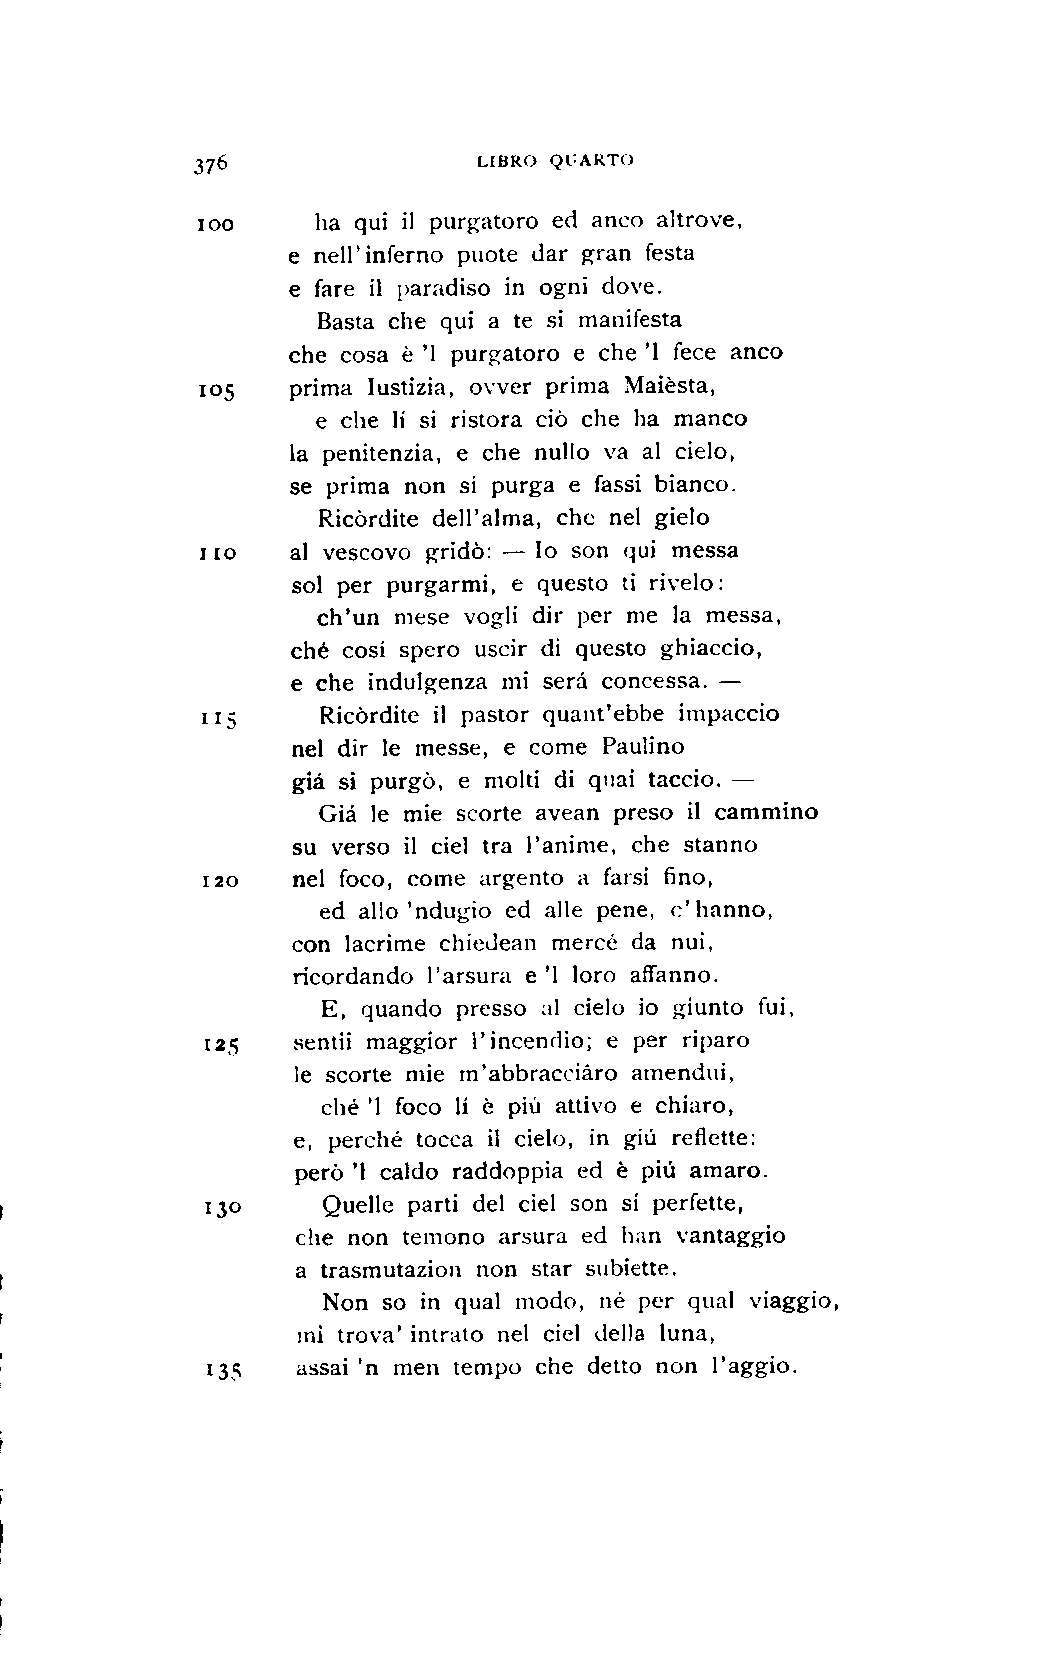 376 LIBRO QUARTO
100 ha qui il purgatoro ed anco altrove,
e nell'inferno puote dar gran festa
e fare il paradiso in ogni dove.
Basta che qui a te si manifesta
che cosa è 'l purgatoro e che 'l fece anco
105 prima Iustizia, ovver prima Maièsta,
e che lí si ristora ciò che ha manco
la penitenzia, e che nullo va al cielo,
se prima non si purga e fassi bianco.
Ricòrdite dell'alma, che nel gielo
110 al vescovo gridò: — Io son qui messa
sol per purgarmi, e questo ti rivelo:
ch'un mese vogli dir per me la messa,
ché cosí spero uscir di questo ghiaccio,
e che indulgenza mi será concessa. —
115 Ricòrdite il pastor quant'ebbe impaccio
nel dir le messe, e come Paulino
giá si purgò, e molti di quai taccio. —
Giá le mie scorte avean preso il cammino
su verso il ciel tra l'anime, che stanno
120 nel foco, come argento a farsi fino,
ed allo 'ndugio ed alle pene, c'hanno,
con lacrime chiedean mercé da nui,
ricordando l'arsura e 'l loro affanno.
E, quando presso al cielo io giunto fui,
125 sentii maggior l'incendio; e per riparo
le scorte mie m'abbracciâro amendui,
ché 'l foco lí è piú attivo e chiaro,
e, perché tocca il cielo, in giú reflette:
però 'l caldo raddoppia ed è piú amaro.
130 Quelle parti del ciel son sí perfette,
che non temono arsura ed han vantaggio
a trasmutazion non star subiette.
Non so in qual modo, né per qual viaggio,
mi trova' intrato nel ciel della luna,
135 assai 'n men tempo che detto non l'aggio.